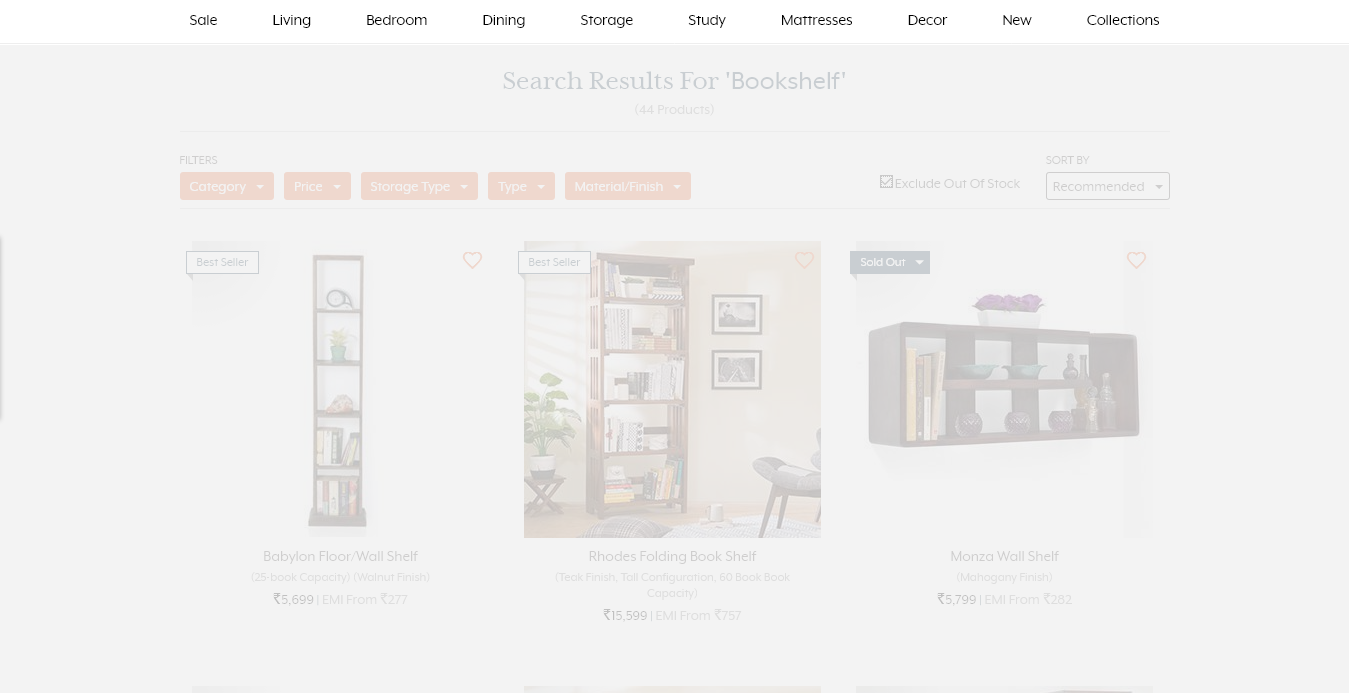 Sale Living Bedroom Dining Storage Study Mattresses Decor New Collections
Search Results For 'Bookshelf'
(44 Products)
FILTERS
SORT BY
Category Price Storage Type Type Material/Finish
Exclude Out Of Stock
Recommended
Best Seller
Best Seller
Sold Out
Babylon Floor/Wall Shelf
(25-book Capacity) (Walnut Finish)
₹5,699 | EMI From ₹277
Rhodes Folding Book Shelf
(Teak Finish, Tall Configuration, 60 Book Book
Capacity)
₹15,599 | EMI From ₹757
Monza Wall Shelf
(Mahogany Finish)
₹5,799 | EMI From ₹282